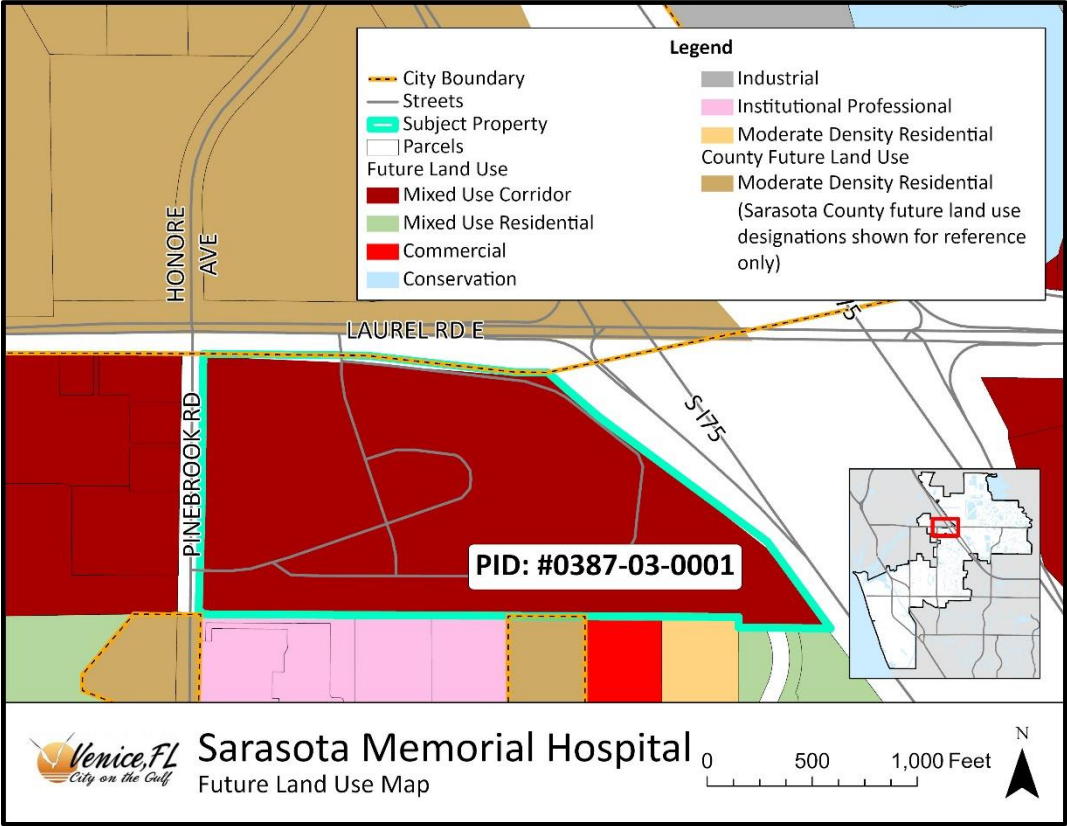 Legend
City Boundary
Streets
Subject Property
Parcels
Future Land Use
Mixed Use Corridor
Mixed Use Residential
Commercial
Conservation
Industrial
Institutional Professional
Moderate Density Residential
County Future Land Use
Moderate Density Residential
(Sarasota County future land use
designations shown for reference
only)
HONORE
AVE
LAUREL RD E
S I75
PINEBROOK RD
PID: #0387-03-0001
Venice, FL
City on the Gulf
Sarasota Memorial Hospital
Future Land Use Map
0 500 1,000 Feet
N